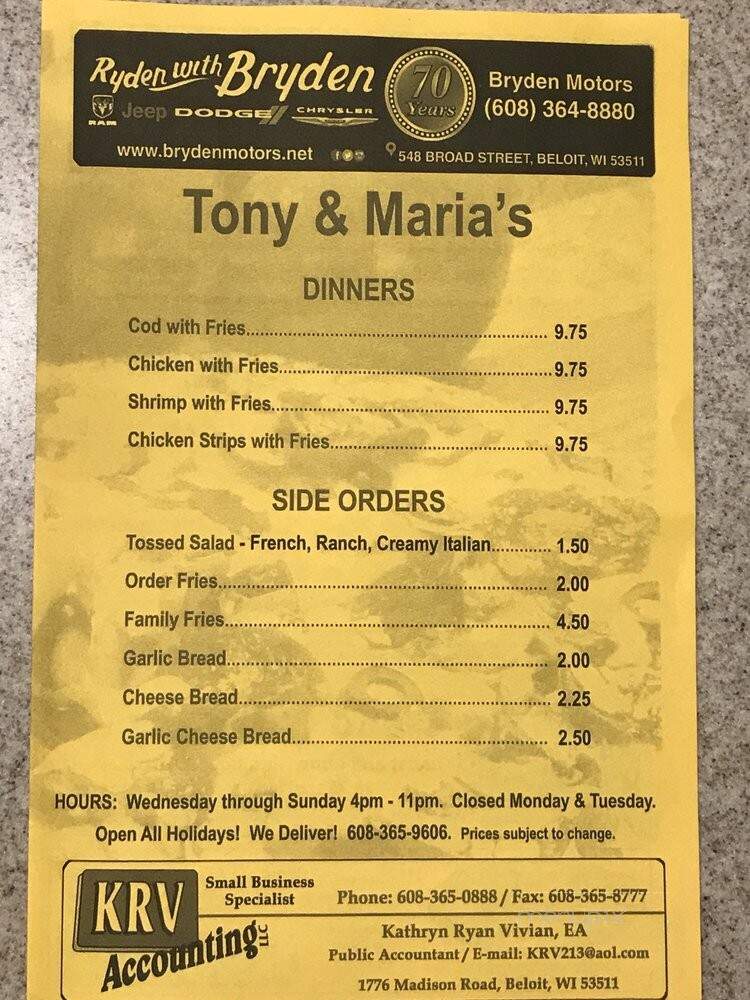 Ryden with Bryden
70 Years
Bryden Motors
(608) 364-8880
RAM Jeep DODGE CHRYSLER
www.brydenmotors.net
548 BROAD STREET, BELOIT, WI 53511
Tony & Maria's
DINNERS
Cod with Fries 9.75
Chicken with Fries 9.75
Shrimp with Fries 9.75
Chicken Strips with Fries 9.75
SIDE ORDERS
Tossed Salad - French, Ranch, Creamy Italian 1.50
Order Fries 2.00
Family Fries 4.50
Garlic Bread 2.00
Cheese Bread 2.25
Garlic Cheese Bread 2.50
HOURS: Wednesday through Sunday 4pm - 11pm. Closed Monday & Tuesday.
Open All Holidays! We Deliver! 608-365-9606. Prices subject to change.
KRV Accounting LLC
Small Business
Specialist
Phone: 608-365-0888 / Fax: 608-365-8777
Kathryn Ryan Vivian, EA
Public Accountant / E-mail: KRV213@aol.com
1776 Madison Road, Beloit, WI 53511